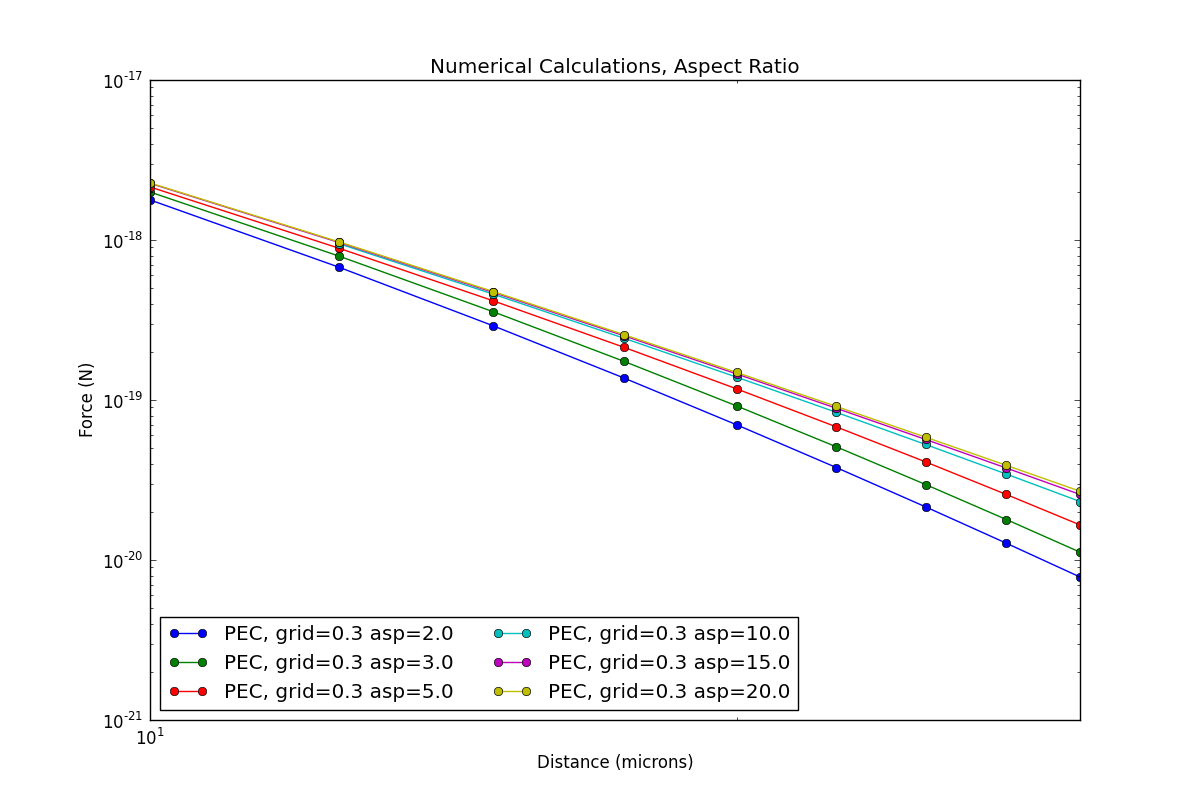 Numerical Calculations, Aspect Ratio
10^-17
10^-18
10^-19
10^-20
10^-21
Force (N)
PEC, grid=0.3 asp=2.0
PEC, grid=0.3 asp=3.0
PEC, grid=0.3 asp=5.0
PEC, grid=0.3 asp=10.0
PEC, grid=0.3 asp=15.0
PEC, grid=0.3 asp=20.0
10^1
Distance (microns)